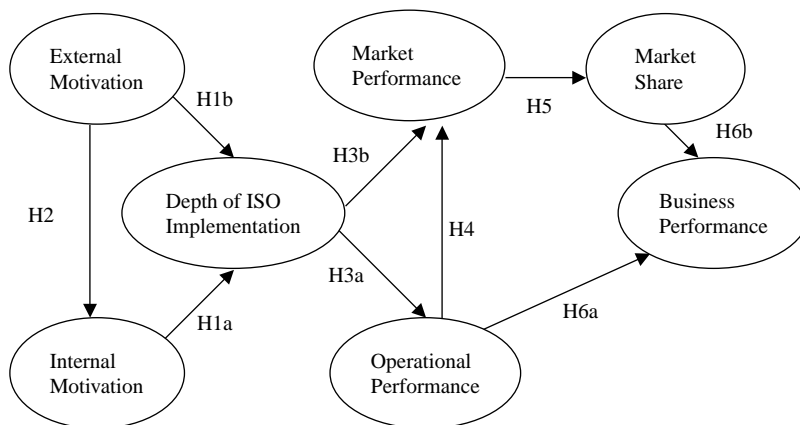 External
Motivation
H1b
H2
Internal
Motivation
H1a
Depth of ISO
Implementation
H3b
H3a
Market
Performance
H4
Operational
Performance
H5
Market
Share
H6b
H6a
Business
Performance